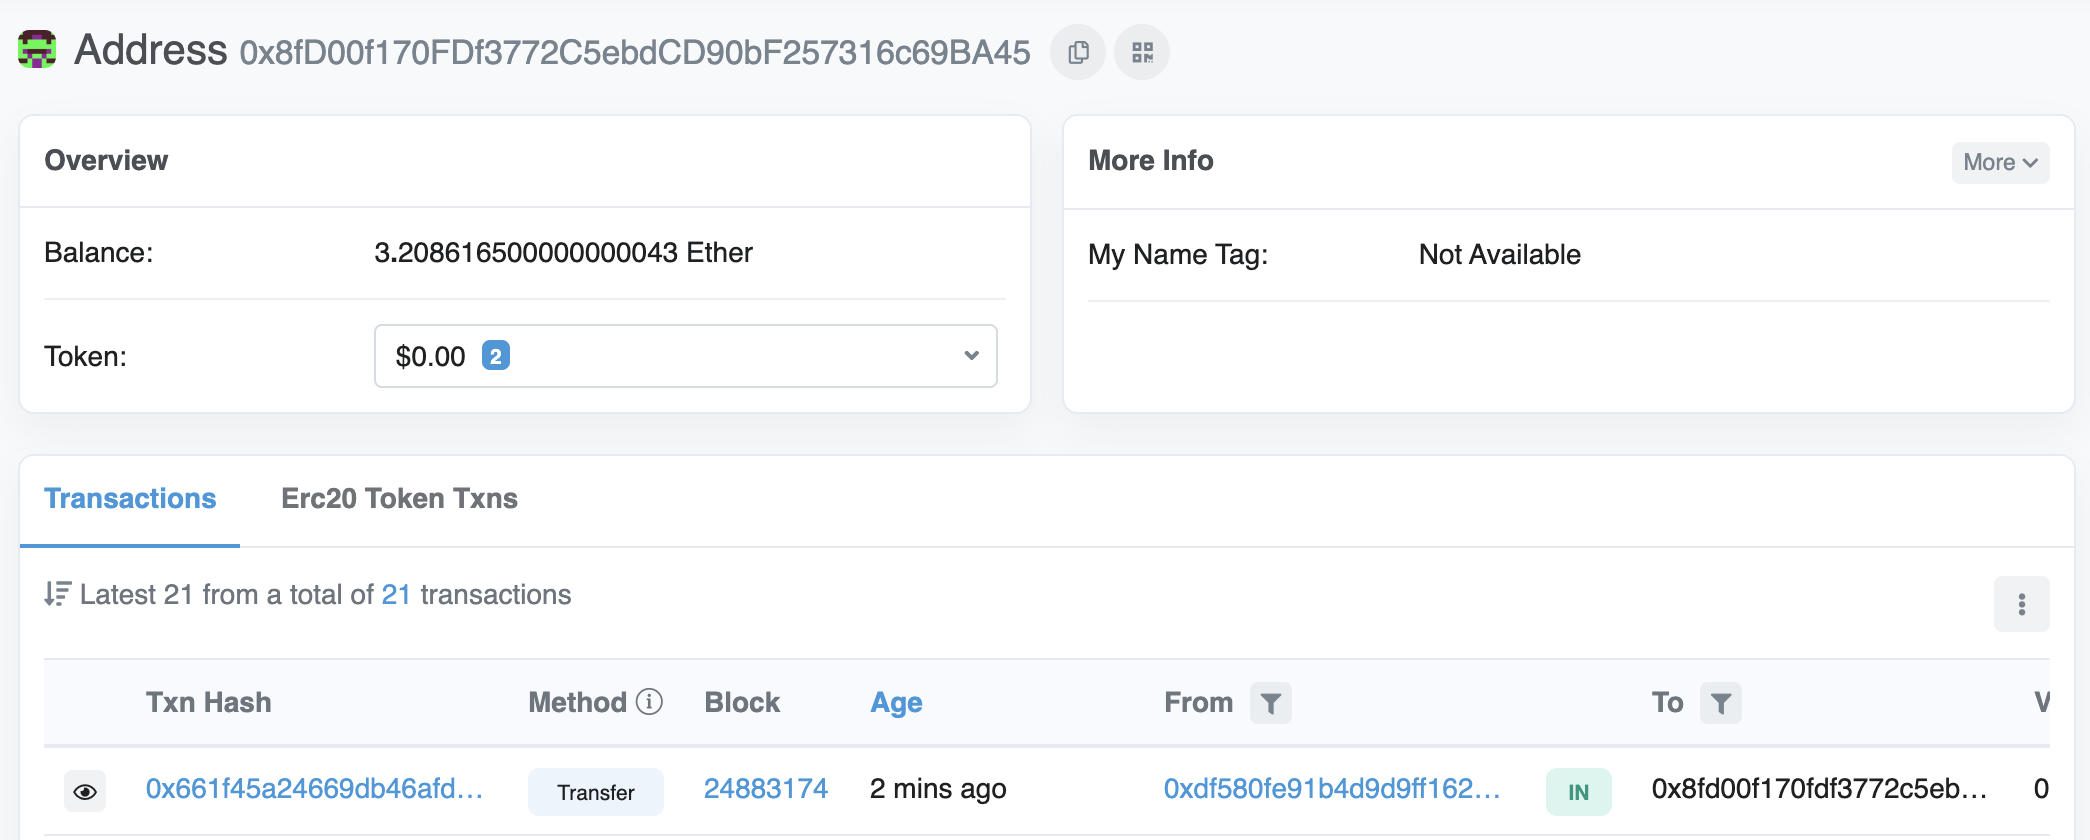 Address 0x8fD00f170FDf3772C5ebdCD90bF257316c69BA45
Overview
Balance: 3.208616500000000043 Ether
Token: $0.00 2
More Info More
My Name Tag: Not Available
Transactions Erc20 Token Txns
Latest 21 from a total of 21 transactions
Txn Hash Method Block Age From To
0x661f45a24669db46afd... Transfer 24883174 2 mins ago 0xdf580fe91b4d9d9ff162... IN 0x8fd00f170fdf3772c5eb... 0